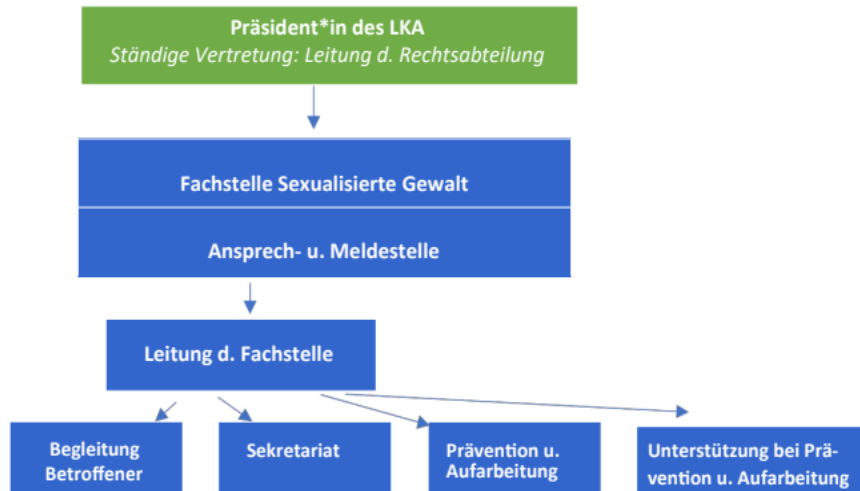 Präsident*in des LKA
Ständige Vertretung: Leitung d. Rechtsabteilung
Fachstelle Sexualisierte Gewalt
Ansprech- u. Meldestelle
Leitung d. Fachstelle
Begleitung
Betroffener
Sekretariat
Prävention u.
Aufarbeitung
Unterstützung bei Prä-
vention u. Aufarbeitung